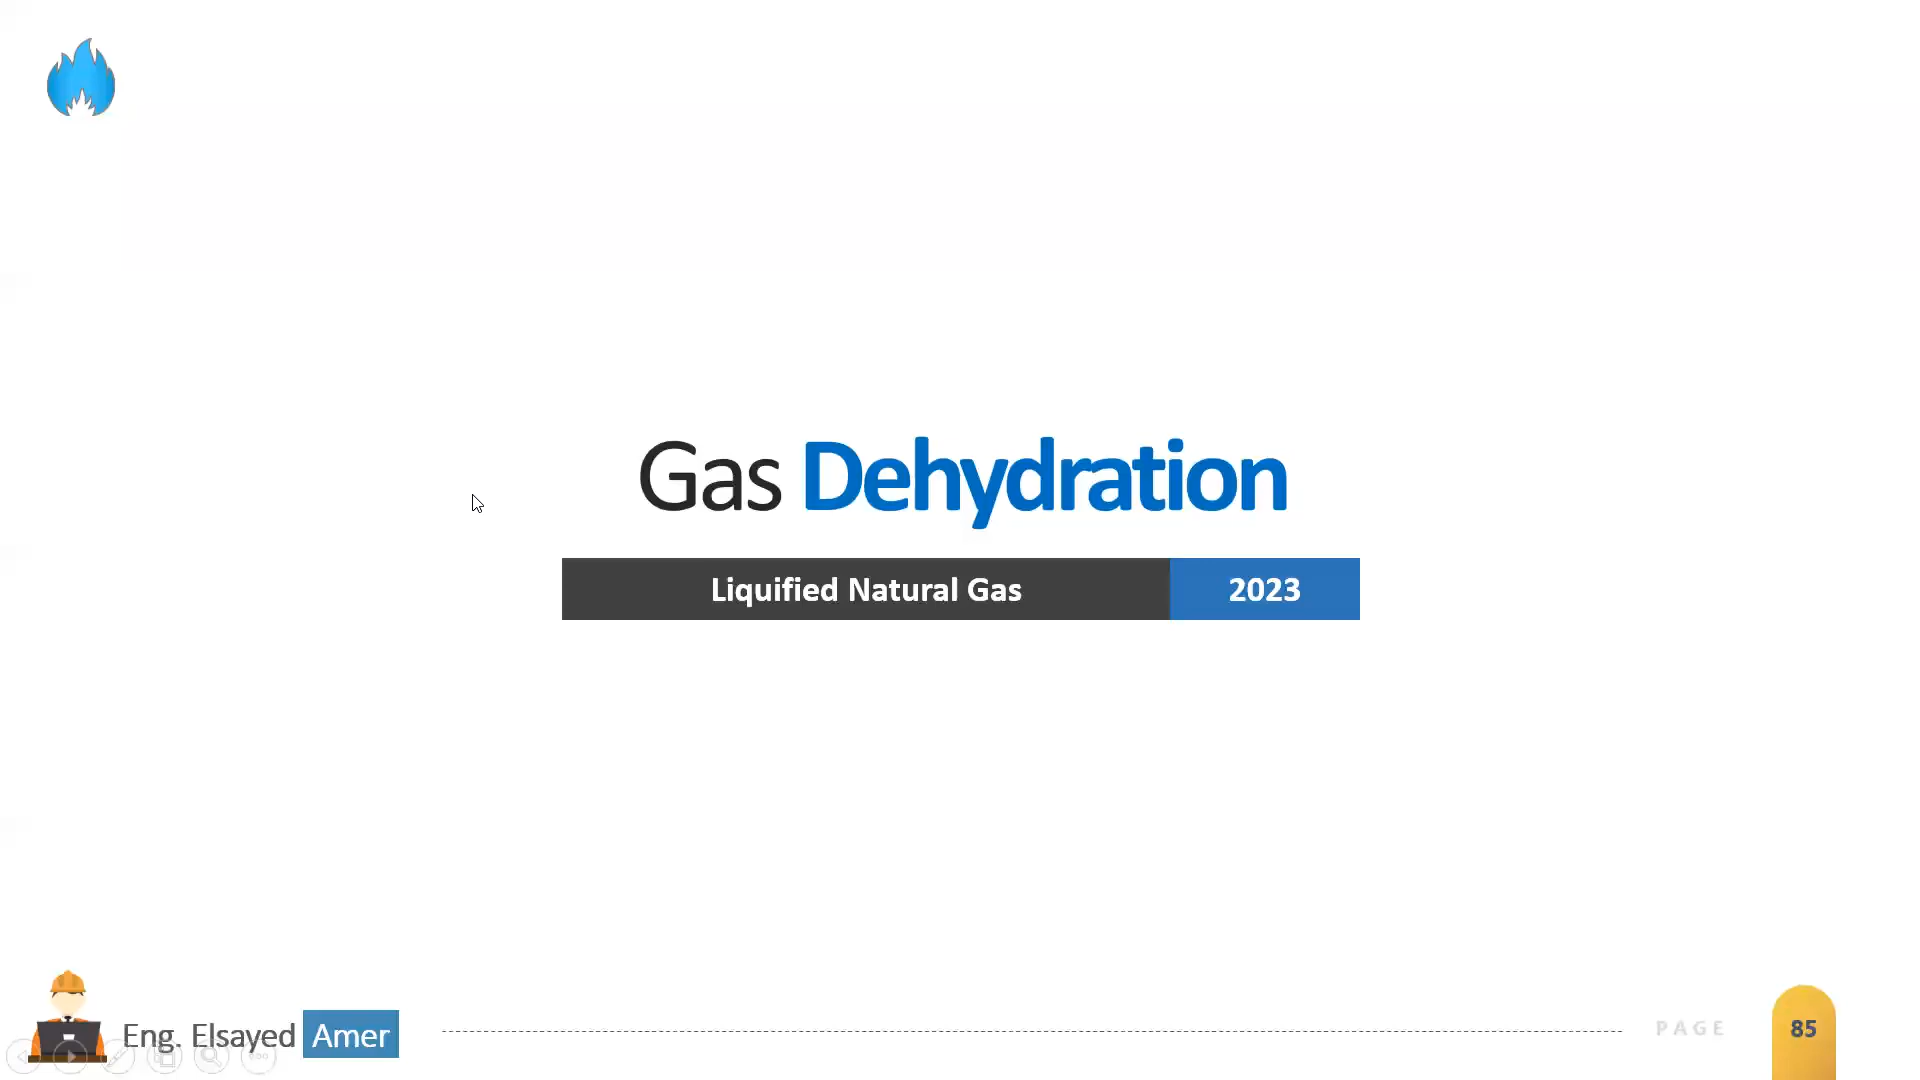 Gas Dehydration
Liquified Natural Gas 2023
Eng. Elsayed Amer
PAGE 85